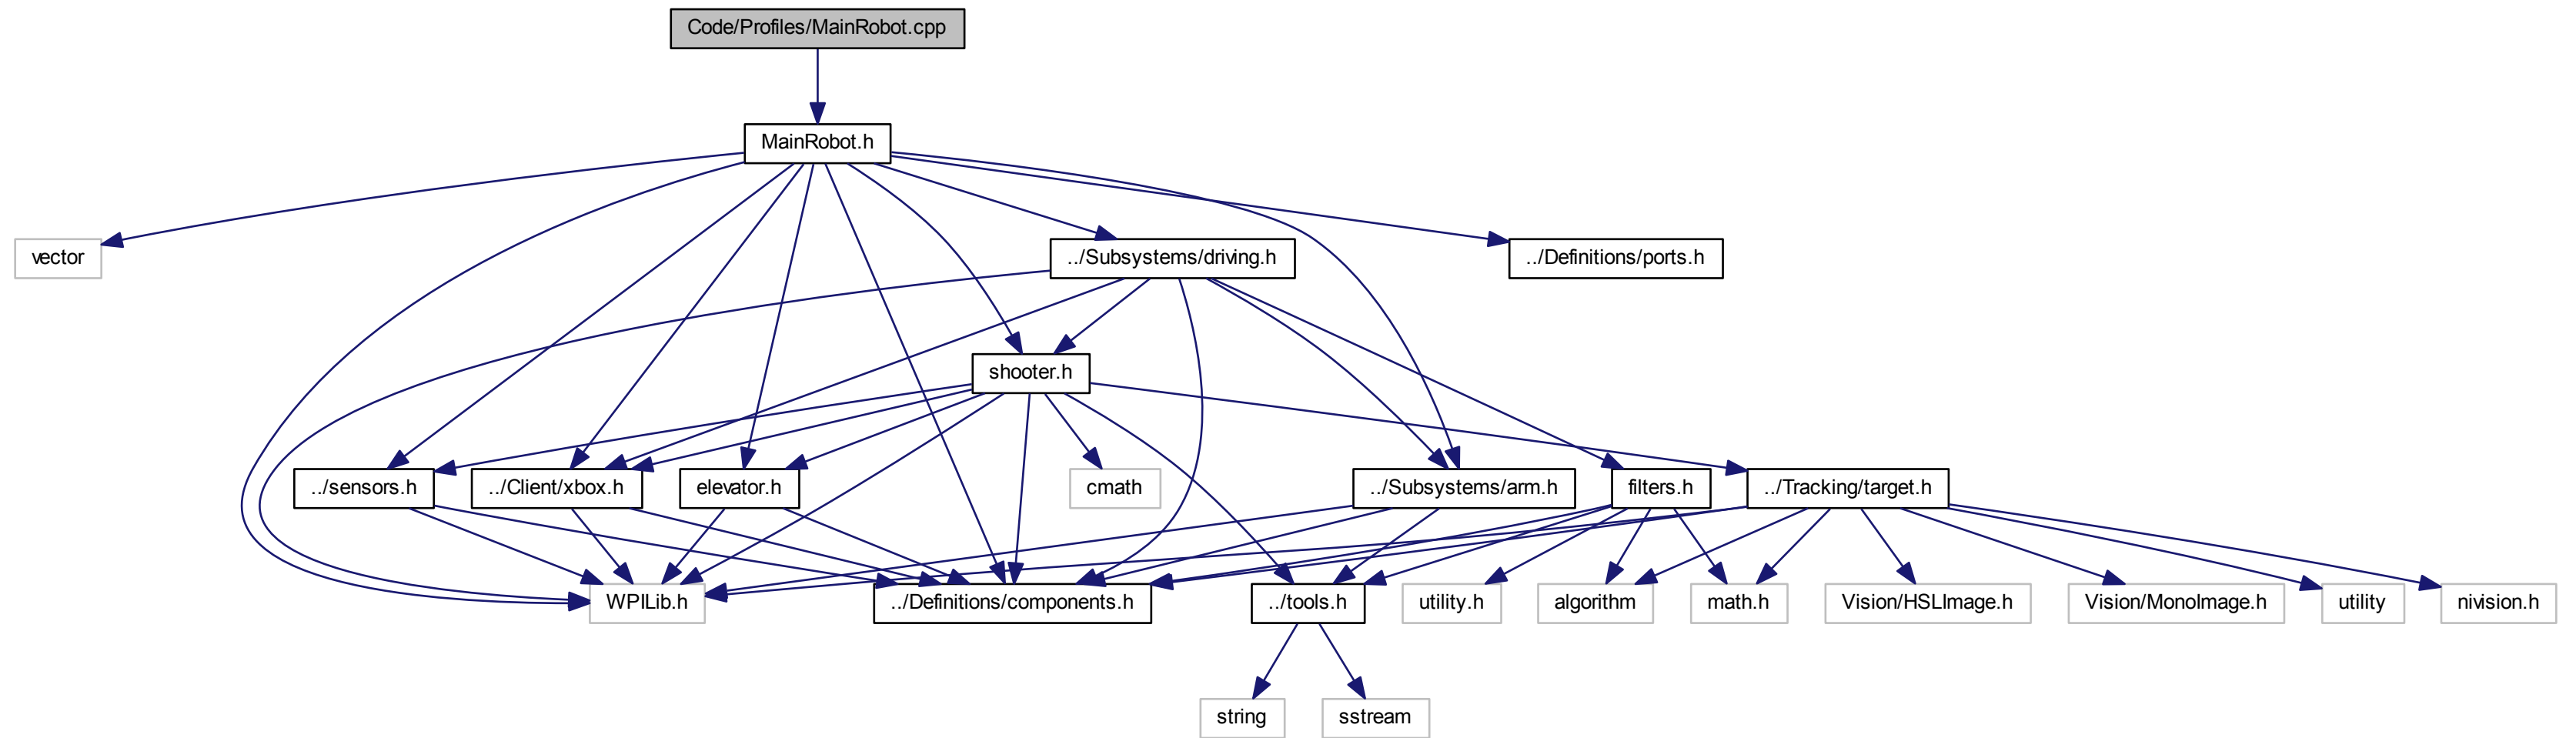 Code/Profiles/MainRobot.cpp
MainRobot.h
vector
../Subsystems/driving.h
../Definitions/ports.h
shooter.h
../sensors.h
../Client/xbox.h
elevator.h
cmath
../Subsystems/arm.h
filters.h
../Tracking/target.h
WPILib.h
../Definitions/components.h
../tools.h
utility.h
algorithm
math.h
Vision/HSLImage.h
Vision/MonoImage.h
utility
nivision.h
string
sstream